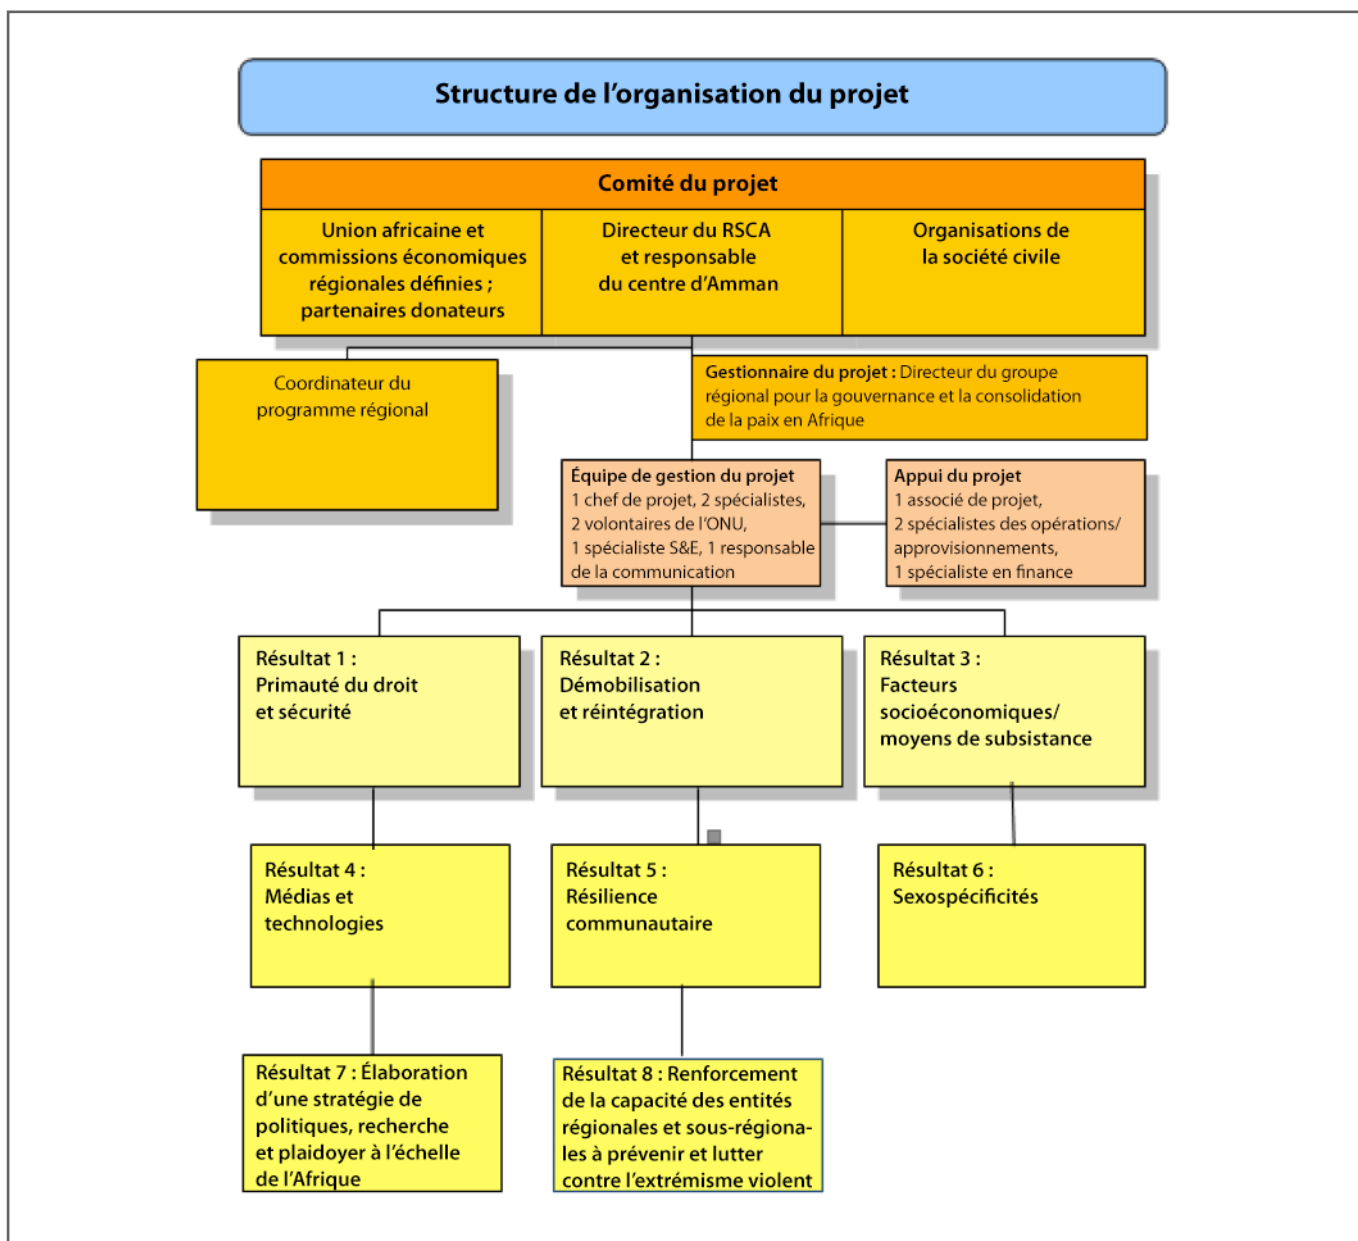 Structure de l’organisation du projet
Comité du projet
Union africaine et
commissions économiques
régionales définies ;
partenaires donateurs
Directeur du RSCA
et responsable
du centre d’Amman
Organisations de
la société civile
Coordinateur du
programme régional
Gestionnaire du projet : Directeur du groupe
régional pour la gouvernance et la consolidation
de la paix en Afrique
Équipe de gestion du projet
1 chef de projet, 2 spécialistes,
2 volontaires de l’ONU,
1 spécialiste S&E, 1 responsable
de la communication
Appui du projet
1 associé de projet,
2 spécialistes des opérations/
approvisionnements,
1 spécialiste en finance
Résultat 1 :
Primauté du droit
et sécurité
Résultat 2 :
Démobilisation
et réintégration
Résultat 3 :
Facteurs
socioéconomiques/
moyens de subsistance
Résultat 4 :
Médias et
technologies
Résultat 5 :
Résilience
communautaire
Résultat 6 :
Sexospécificités
Résultat 7 : Élaboration
d’une stratégie de
politiques, recherche
et plaidoyer à l’échelle
de l’Afrique
Résultat 8 : Renforcement
de la capacité des entités
régionales et sous-régiona-
les à prévenir et lutter
contre l’extrémisme violent